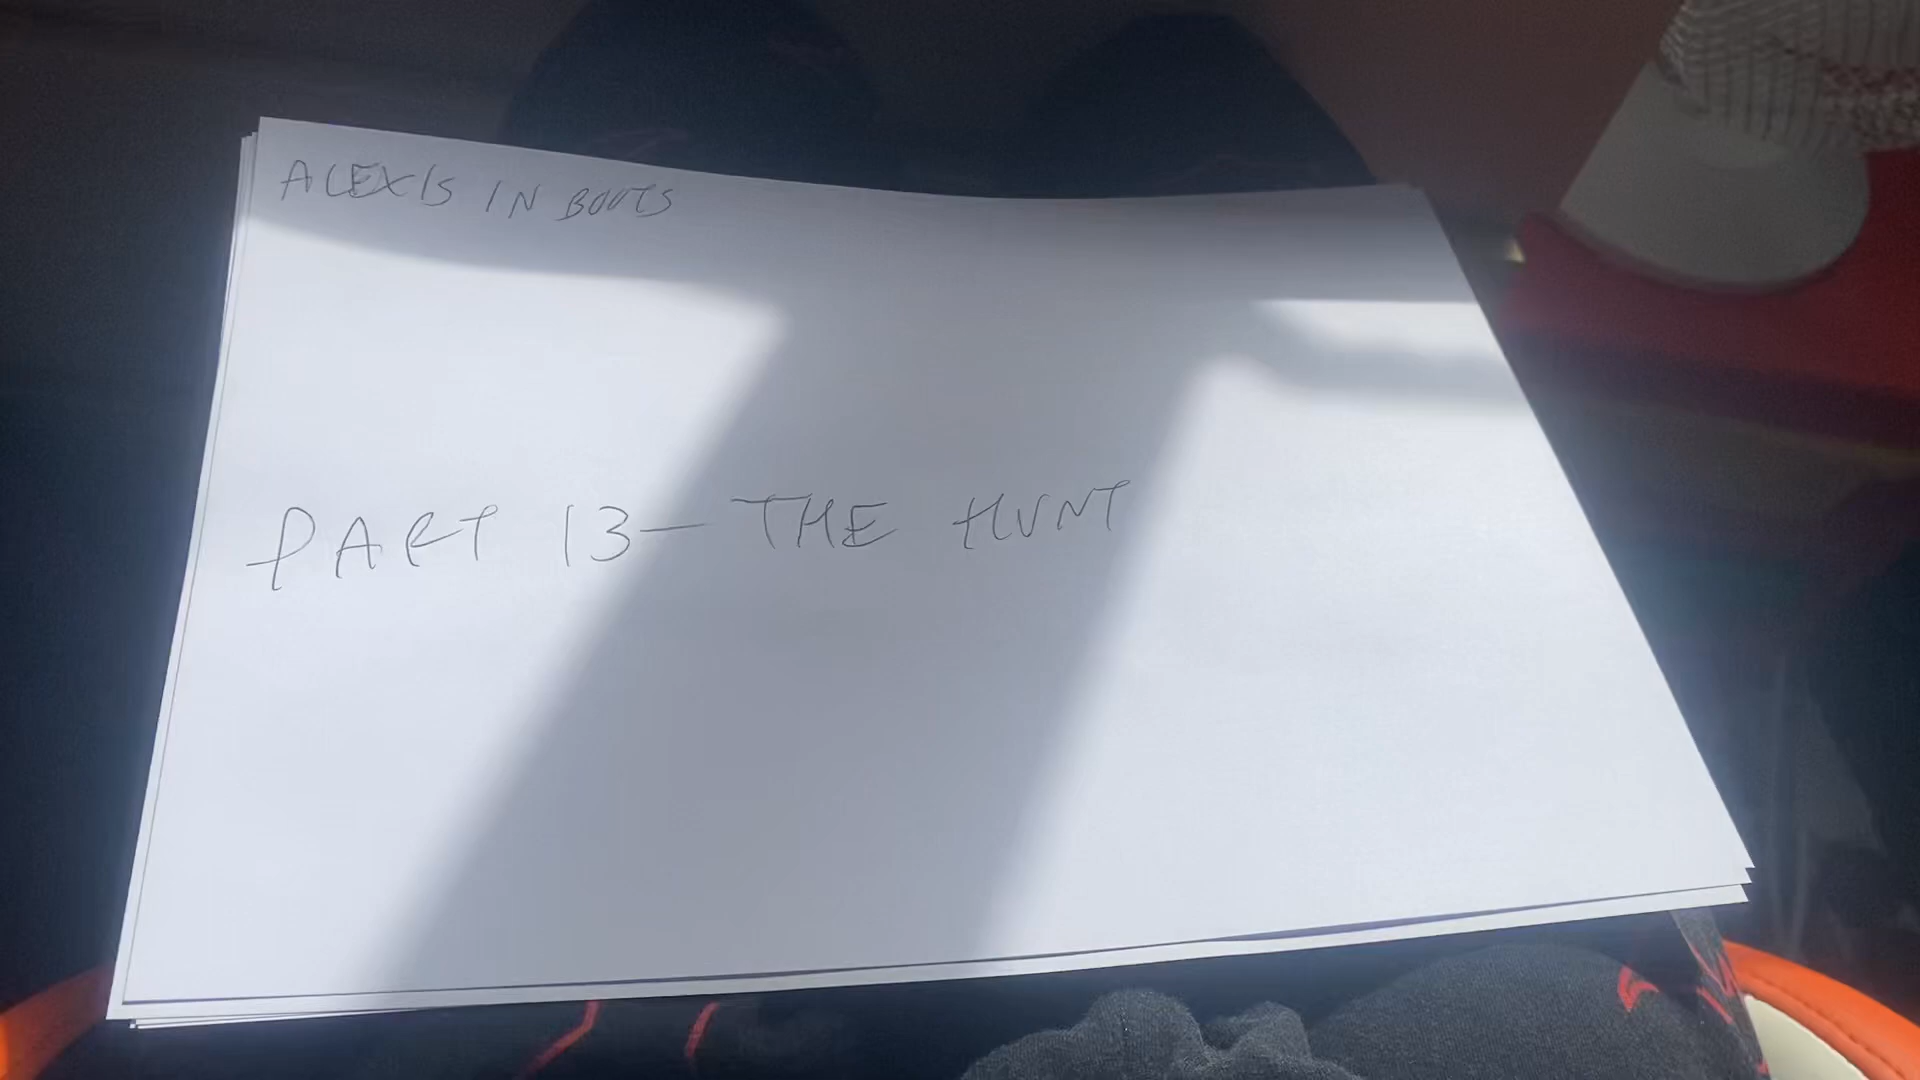 ALEXIS IN BOOTS
PART 13 — THE HUNT